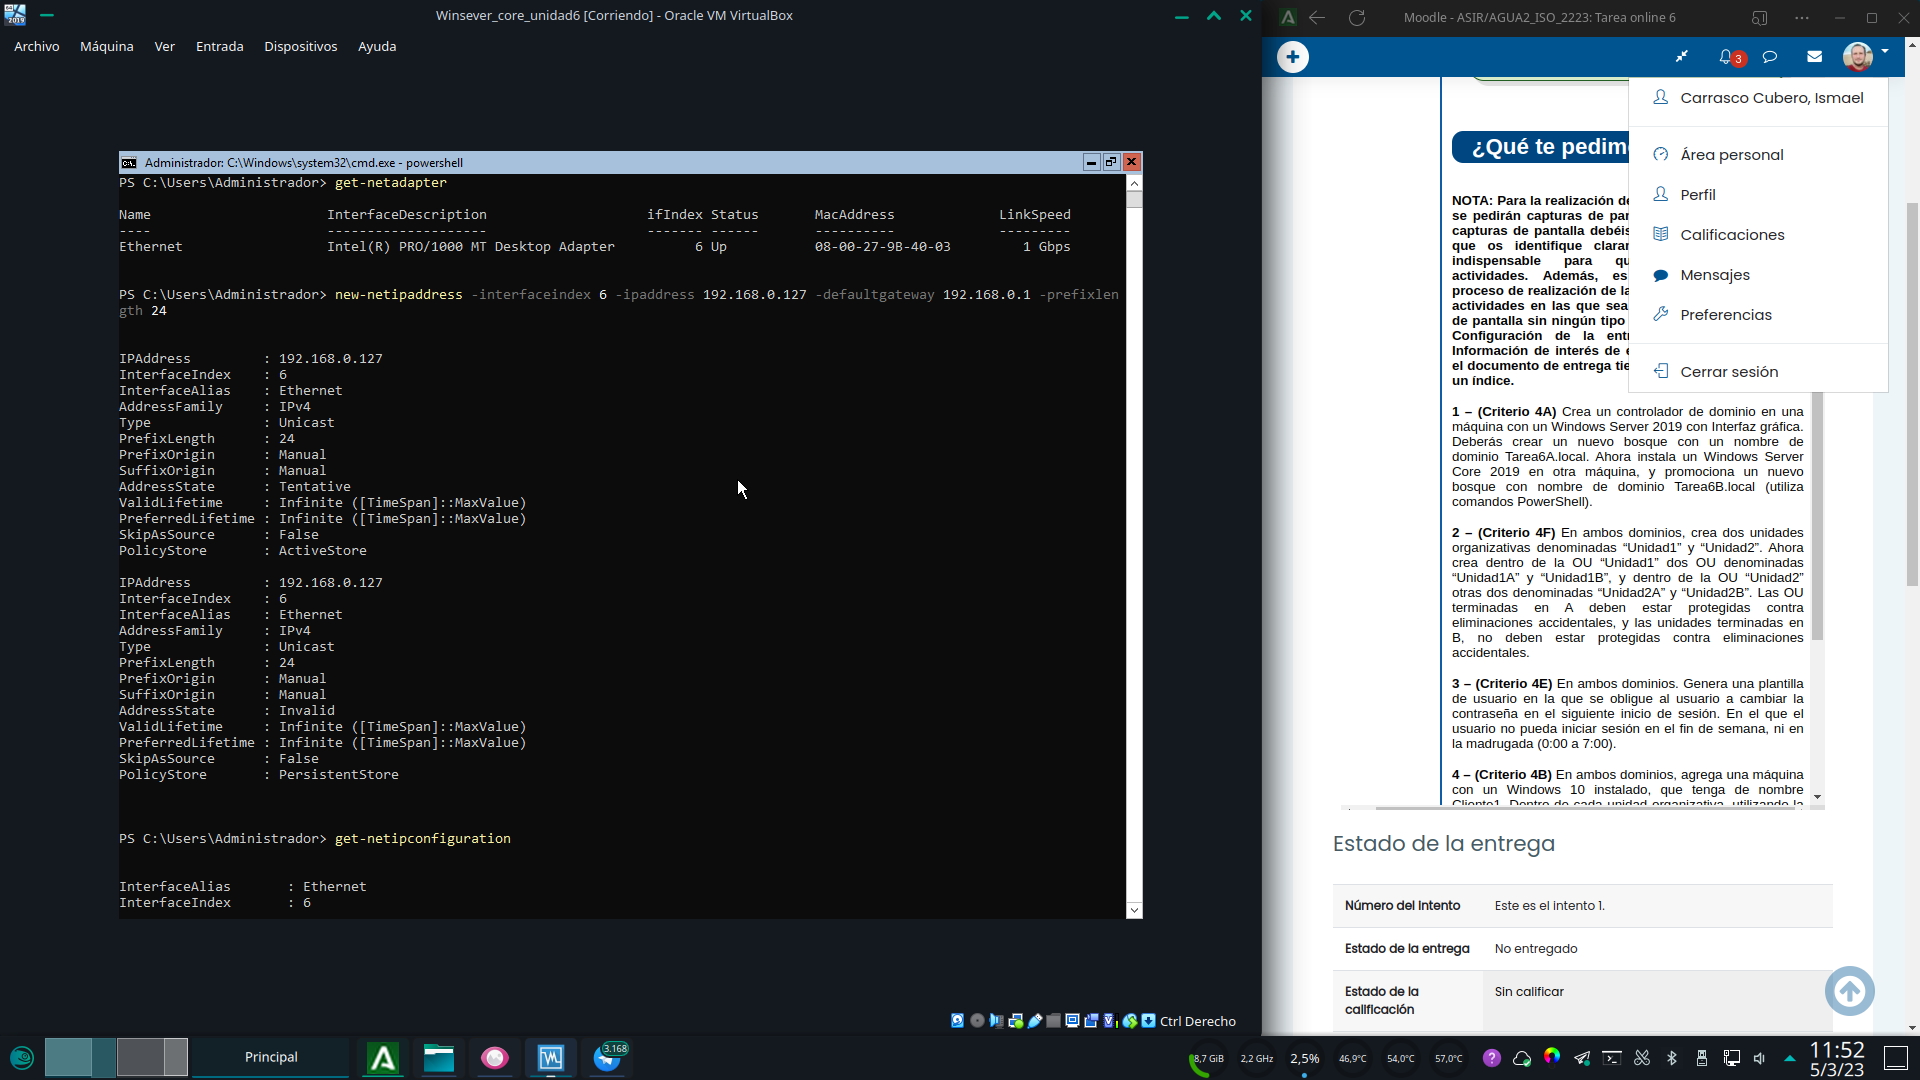 Winsever_core_unidad6 [Corriendo] - Oracle VM VirtualBox
Archivo Máquina Ver Entrada Dispositivos Ayuda
Administrador: C:\Windows\system32\cmd.exe - powershell
PS C:\Users\Administrador> get-netadapter
Name InterfaceDescription ifIndex Status MacAddress LinkSpeed
---- -------------------- ------- ------ ---------- ---------
Ethernet Intel(R) PRO/1000 MT Desktop Adapter 6 Up 08-00-27-9B-40-03 1 Gbps
PS C:\Users\Administrador> new-netipaddress -interfaceindex 6 -ipaddress 192.168.0.127 -defaultgateway 192.168.0.1 -prefixlen
gth 24
IPAddress : 192.168.0.127
InterfaceIndex : 6
InterfaceAlias : Ethernet
AddressFamily : IPv4
Type : Unicast
PrefixLength : 24
PrefixOrigin : Manual
SuffixOrigin : Manual
AddressState : Tentative
ValidLifetime : Infinite ([TimeSpan]::MaxValue)
PreferredLifetime : Infinite ([TimeSpan]::MaxValue)
SkipAsSource : False
PolicyStore : ActiveStore
IPAddress : 192.168.0.127
InterfaceIndex : 6
InterfaceAlias : Ethernet
AddressFamily : IPv4
Type : Unicast
PrefixLength : 24
PrefixOrigin : Manual
SuffixOrigin : Manual
AddressState : Invalid
ValidLifetime : Infinite ([TimeSpan]::MaxValue)
PreferredLifetime : Infinite ([TimeSpan]::MaxValue)
SkipAsSource : False
PolicyStore : PersistentStore
PS C:\Users\Administrador> get-netipconfiguration
InterfaceAlias : Ethernet
InterfaceIndex : 6
Ctrl Derecho
Moodle - ASIR/AGUA2_ISO_2223: Tarea online 6
3
Carrasco Cubero, Ismael
Área personal
Perfil
Calificaciones
Mensajes
Preferencias
Cerrar sesión
¿Qué te pedim
NOTA: Para la realización de
se pedirán capturas de pan
capturas de pantalla debéis
que os identifique claram
indispensable para qu
actividades. Además, es
proceso de realización de la
actividades en las que sea
de pantalla sin ningún tipo
Configuración de la entr
Información de interés de e
el documento de entrega tie
un índice.
1 – (Criterio 4A) Crea un controlador de dominio en una
máquina con un Windows Server 2019 con Interfaz gráfica.
Deberás crear un nuevo bosque con un nombre de
dominio Tarea6A.local. Ahora instala un Windows Server
Core 2019 en otra máquina, y promociona un nuevo
bosque con nombre de dominio Tarea6B.local (utiliza
comandos PowerShell).
2 – (Criterio 4F) En ambos dominios, crea dos unidades
organizativas denominadas “Unidad1” y “Unidad2”. Ahora
crea dentro de la OU “Unidad1” dos OU denominadas
“Unidad1A” y “Unidad1B”, y dentro de la OU “Unidad2”
otras dos denominadas “Unidad2A” y “Unidad2B”. Las OU
terminadas en A deben estar protegidas contra
eliminaciones accidentales, y las unidades terminadas en
B, no deben estar protegidas contra eliminaciones
accidentales.
3 – (Criterio 4E) En ambos dominios. Genera una plantilla
de usuario en la que se obligue al usuario a cambiar la
contraseña en el siguiente inicio de sesión. En el que el
usuario no pueda iniciar sesión en el fin de semana, ni en
la madrugada (0:00 a 7:00).
4 – (Criterio 4B) En ambos dominios, agrega una máquina
con un Windows 10 instalado, que tenga de nombre
Cliente1. Dentro de cada unidad organizativa, utilizando la
Estado de la entrega
Número del intento Este es el intento 1.
Estado de la entrega No entregado
Estado de la calificación Sin calificar
Principal
3.168
8,7 GiB 2,2 GHz 2,5% 46,9°C 54,0°C 57,0°C
11:52
5/3/23